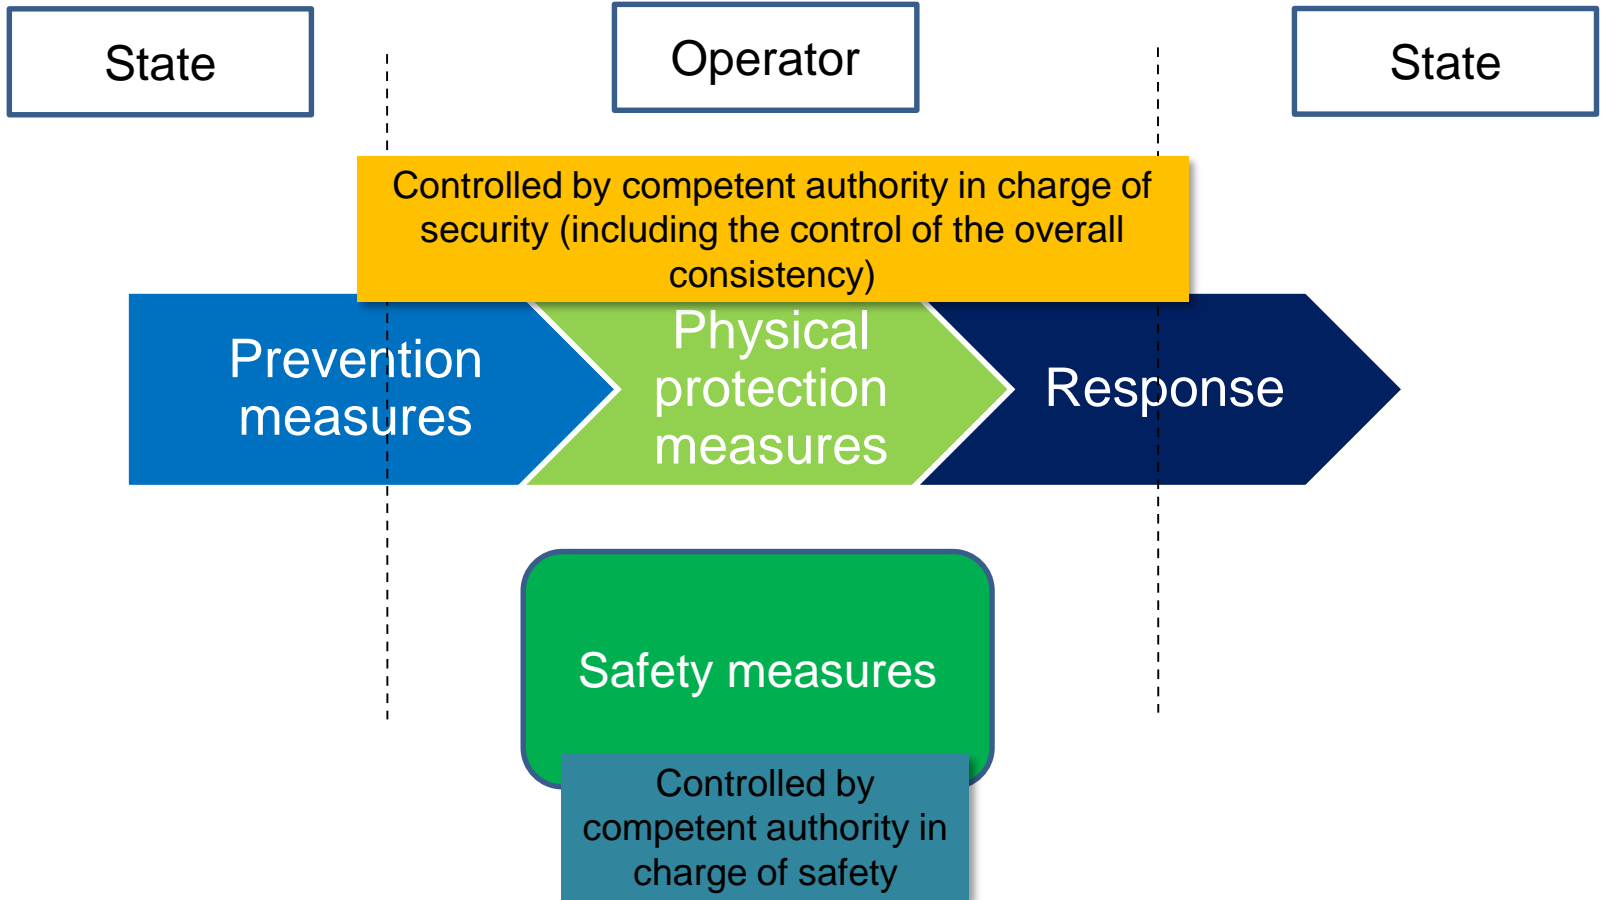 State
Operator
State
Controlled by competent authority in charge of
security (including the control of the overall
consistency)
Prevention
measures
Physical
protection
measures
Response
Safety measures
Controlled by
competent authority in
charge of safety